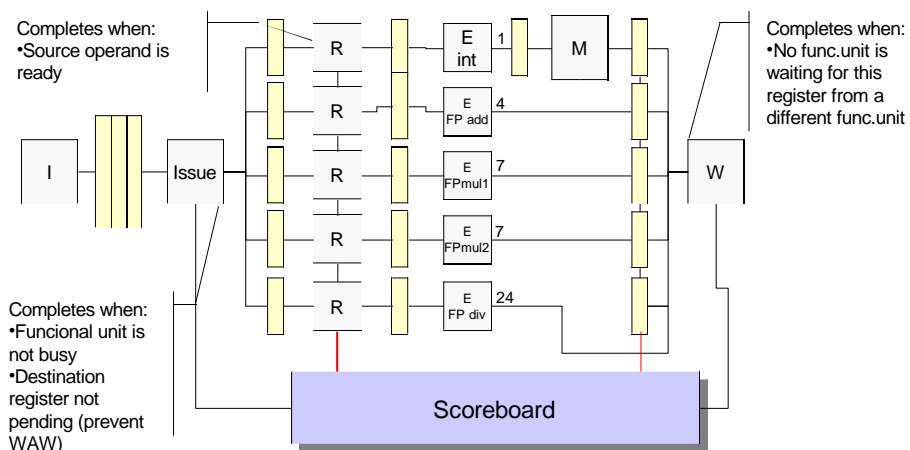 Completes when:
•Source operand is
ready
R
E
int
1
M
Completes when:
•No func.unit is
waiting for this
register from a
different func.unit
R
E
FP add
4
I
Issue
R
E
FPmul1
7
W
R
E
FPmul2
7
R
E
FP div
24
Completes when:
•Funcional unit is
not busy
•Destination
register not
pending (prevent
WAW)
Scoreboard